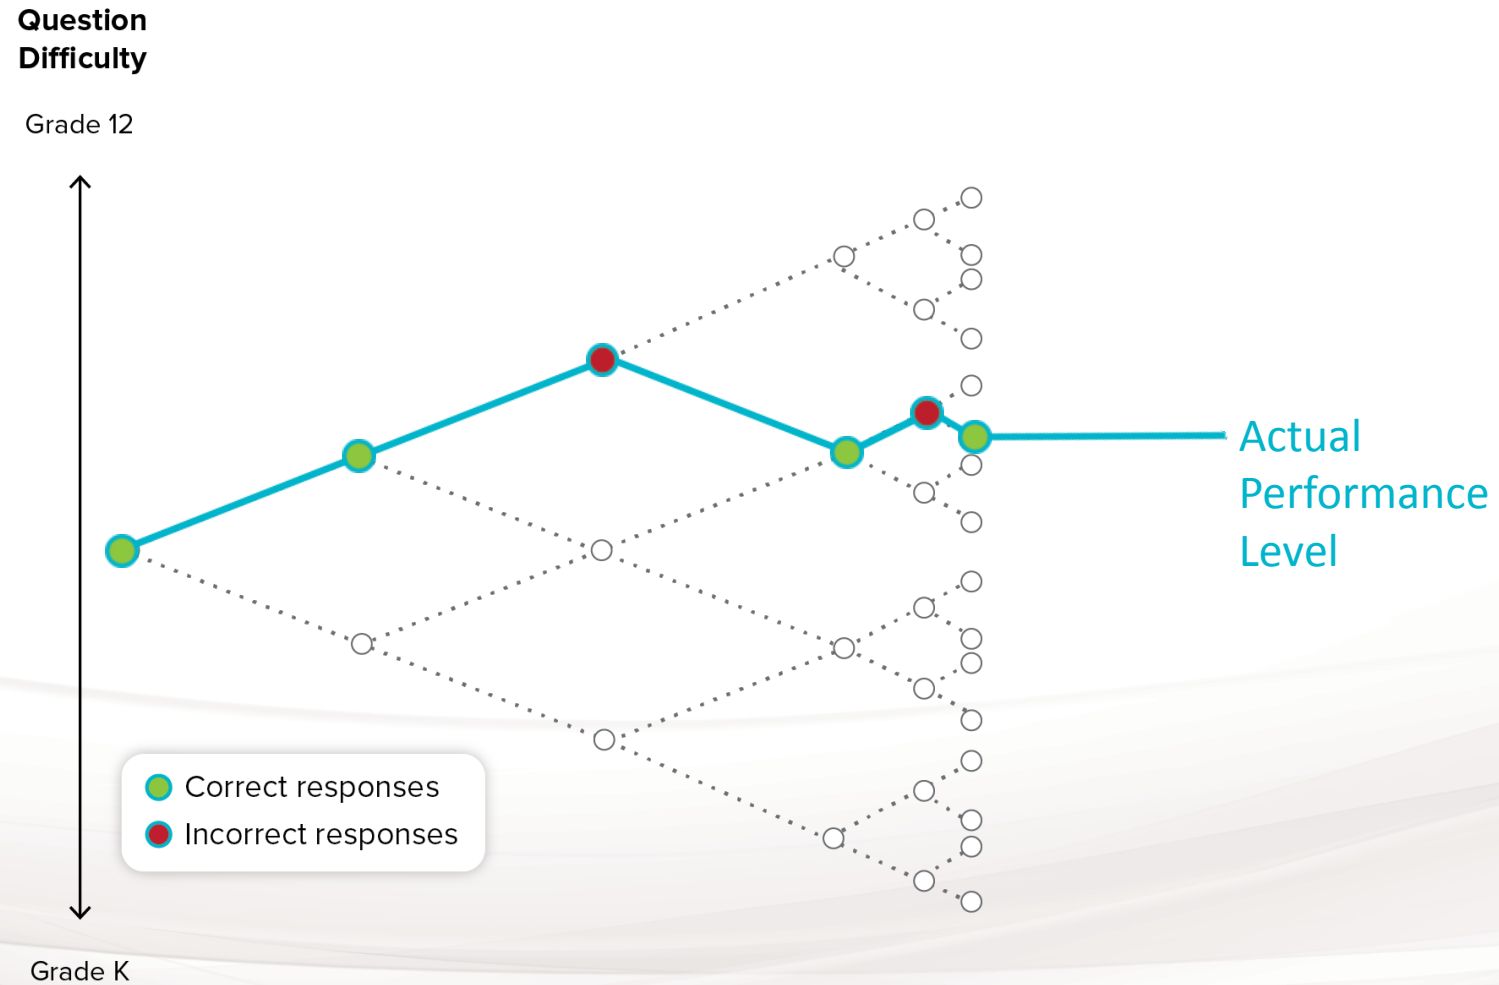 Question
Difficulty
Grade 12
Actual
Performance
Level
Correct responses
Incorrect responses
Grade K